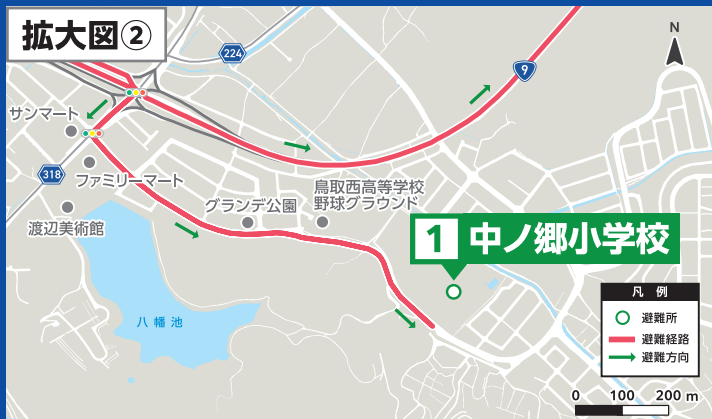 拡大図②
224
9
N
サンマート
318
ファミリーマート
渡辺美術館
グランデ公園
鳥取西高等学校
野球グラウンド
1 中ノ郷小学校
八幡池
凡 例
避難所
避難経路
避難方向
0 100 200 m